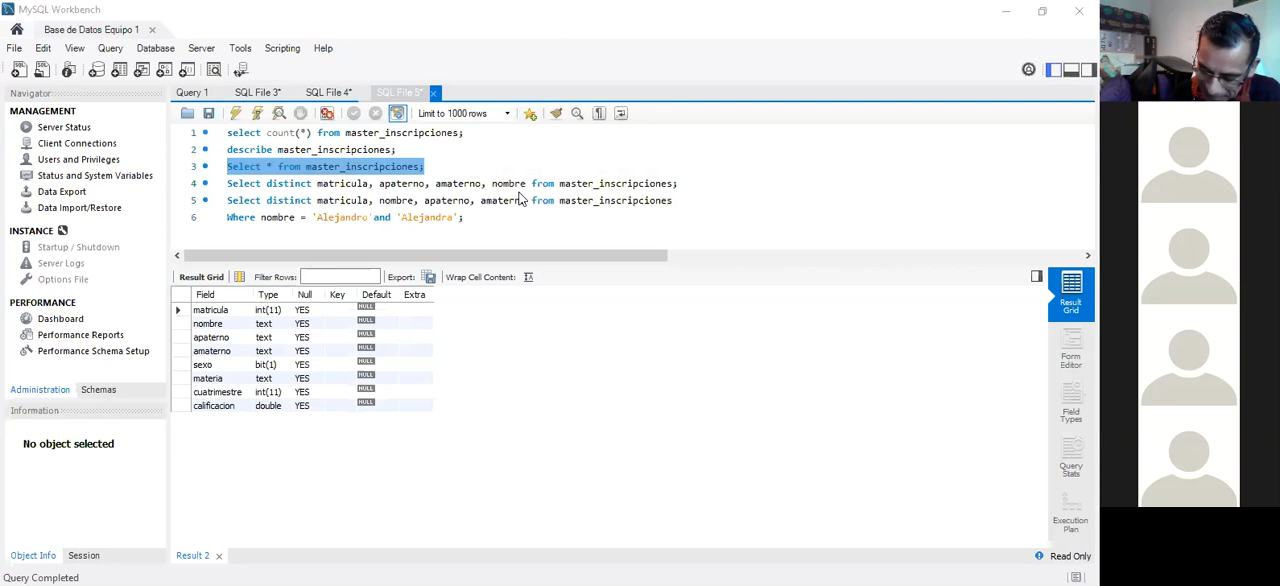 MySQL Workbench
Base de Datos Equipo 1
File Edit View Query Database Server Tools Scripting Help
Navigator
Query 1 SQL File 3* SQL File 4* SQL File 5*
MANAGEMENT
Server Status
Client Connections
Users and Privileges
Status and System Variables
Data Export
Data Import/Restore
INSTANCE
Startup / Shutdown
Server Logs
Options File
PERFORMANCE
Dashboard
Performance Reports
Performance Schema Setup
Administration Schemas
Information
No object selected
Object Info Session
Query Completed
Limit to 1000 rows
1 select count(*) from master_inscripciones;
2 describe master_inscripciones;
3 Select * from master_inscripciones;
4 Select distinct matricula, apaterno, amaterno, nombre from master_inscripciones;
5 Select distinct matricula, nombre, apaterno, amaterno from master_inscripciones
6 Where nombre = 'Alejandro' and 'Alejandra';
Result Grid Filter Rows: Export: Wrap Cell Content:
Field Type Null Key Default Extra
matricula int(11) YES NULL
nombre text YES NULL
apaterno text YES NULL
amaterno text YES NULL
sexo bit(1) YES NULL
materia text YES NULL
cuatrimestre int(11) YES NULL
calificacion double YES NULL
Result
Grid
Form
Editor
Field
Types
Query
Stats
Execution
Plan
Result 2
Read Only